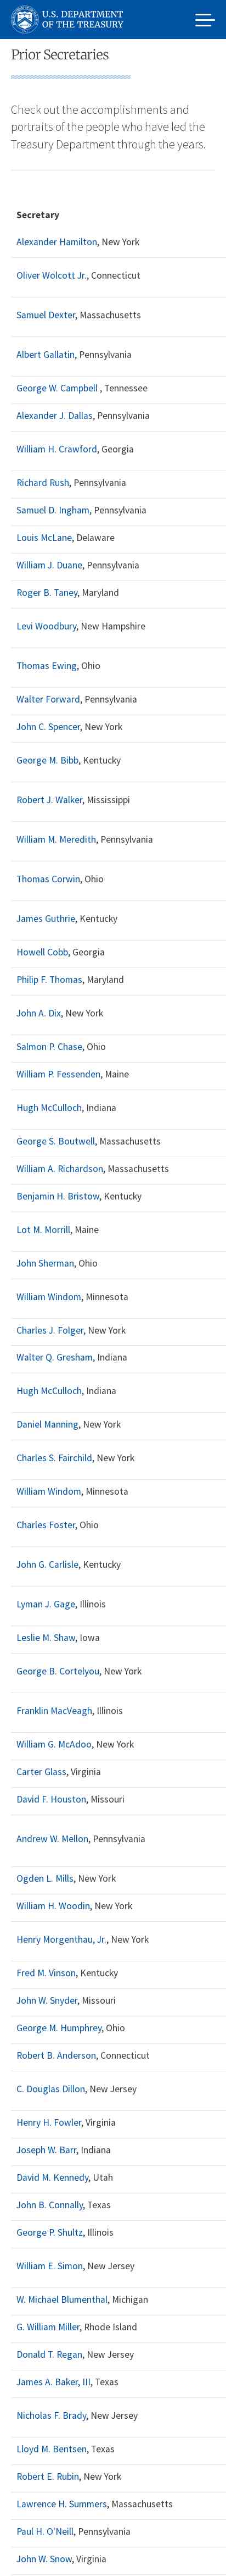 U.S. DEPARTMENT
OF THE TREASURY
Prior Secretaries
Check out the accomplishments and
portraits of the people who have led the
Treasury Department through the years.
Secretary
Alexander Hamilton, New York
Oliver Wolcott Jr., Connecticut
Samuel Dexter, Massachusetts
Albert Gallatin, Pennsylvania
George W. Campbell , Tennessee
Alexander J. Dallas, Pennsylvania
William H. Crawford, Georgia
Richard Rush, Pennsylvania
Samuel D. Ingham, Pennsylvania
Louis McLane, Delaware
William J. Duane, Pennsylvania
Roger B. Taney, Maryland
Levi Woodbury, New Hampshire
Thomas Ewing, Ohio
Walter Forward, Pennsylvania
John C. Spencer, New York
George M. Bibb, Kentucky
Robert J. Walker, Mississippi
William M. Meredith, Pennsylvania
Thomas Corwin, Ohio
James Guthrie, Kentucky
Howell Cobb, Georgia
Philip F. Thomas, Maryland
John A. Dix, New York
Salmon P. Chase, Ohio
William P. Fessenden, Maine
Hugh McCulloch, Indiana
George S. Boutwell, Massachusetts
William A. Richardson, Massachusetts
Benjamin H. Bristow, Kentucky
Lot M. Morrill, Maine
John Sherman, Ohio
William Windom, Minnesota
Charles J. Folger, New York
Walter Q. Gresham, Indiana
Hugh McCulloch, Indiana
Daniel Manning, New York
Charles S. Fairchild, New York
William Windom, Minnesota
Charles Foster, Ohio
John G. Carlisle, Kentucky
Lyman J. Gage, Illinois
Leslie M. Shaw, Iowa
George B. Cortelyou, New York
Franklin MacVeagh, Illinois
William G. McAdoo, New York
Carter Glass, Virginia
David F. Houston, Missouri
Andrew W. Mellon, Pennsylvania
Ogden L. Mills, New York
William H. Woodin, New York
Henry Morgenthau, Jr., New York
Fred M. Vinson, Kentucky
John W. Snyder, Missouri
George M. Humphrey, Ohio
Robert B. Anderson, Connecticut
C. Douglas Dillon, New Jersey
Henry H. Fowler, Virginia
Joseph W. Barr, Indiana
David M. Kennedy, Utah
John B. Connally, Texas
George P. Shultz, Illinois
William E. Simon, New Jersey
W. Michael Blumenthal, Michigan
G. William Miller, Rhode Island
Donald T. Regan, New Jersey
James A. Baker, III, Texas
Nicholas F. Brady, New Jersey
Lloyd M. Bentsen, Texas
Robert E. Rubin, New York
Lawrence H. Summers, Massachusetts
Paul H. O'Neill, Pennsylvania
John W. Snow, Virginia